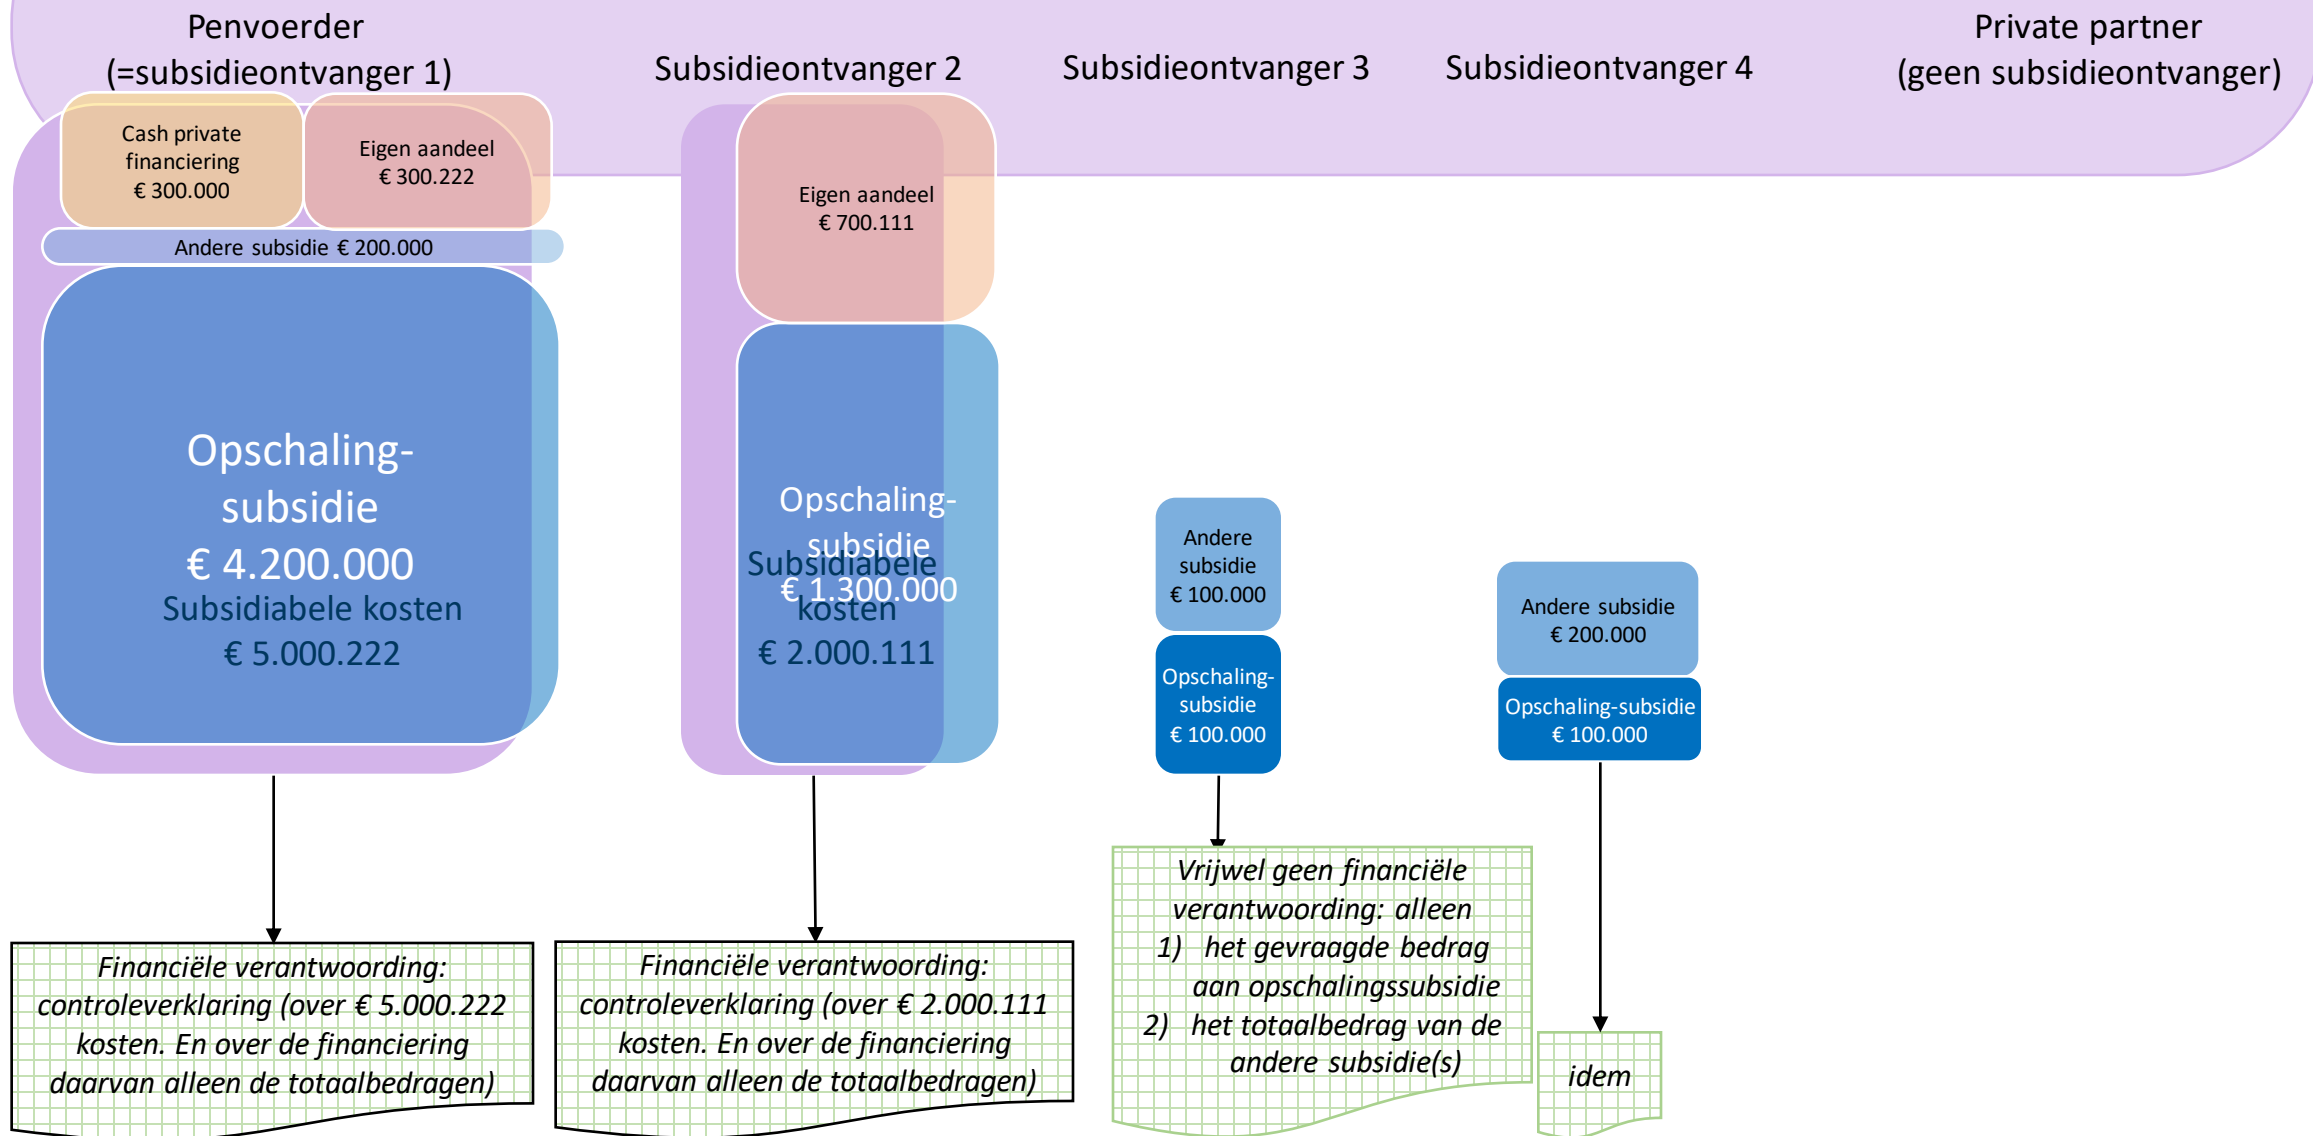 Penvoerder
(=subsidieontvanger 1)
Subsidieontvanger 2
Subsidieontvanger 3
Subsidieontvanger 4
Private partner
(geen subsidieontvanger)
Cash private
financiering
€ 300.000
Eigen aandeel
€ 300.222
Andere subsidie € 200.000
Opschaling-
subsidie
€ 4.200.000
Subsidiabele kosten
€ 5.000.222
Eigen aandeel
€ 700.111
Opschaling-
subsidie
€ 1.300.000
Subsidiabele
kosten
€ 2.000.111
Andere
subsidie
€ 100.000
Opschaling-
subsidie
€ 100.000
Andere subsidie
€ 200.000
Opschaling-subsidie
€ 100.000
Financiële verantwoording:
controleverklaring (over € 5.000.222
kosten. En over de financiering
daarvan alleen de totaalbedragen)
Financiële verantwoording:
controleverklaring (over € 2.000.111
kosten. En over de financiering
daarvan alleen de totaalbedragen)
Vrijwel geen financiële
verantwoording: alleen
1) het gevraagde bedrag
aan opschalingssubsidie
2) het totaalbedrag van de
andere subsidie(s)
idem